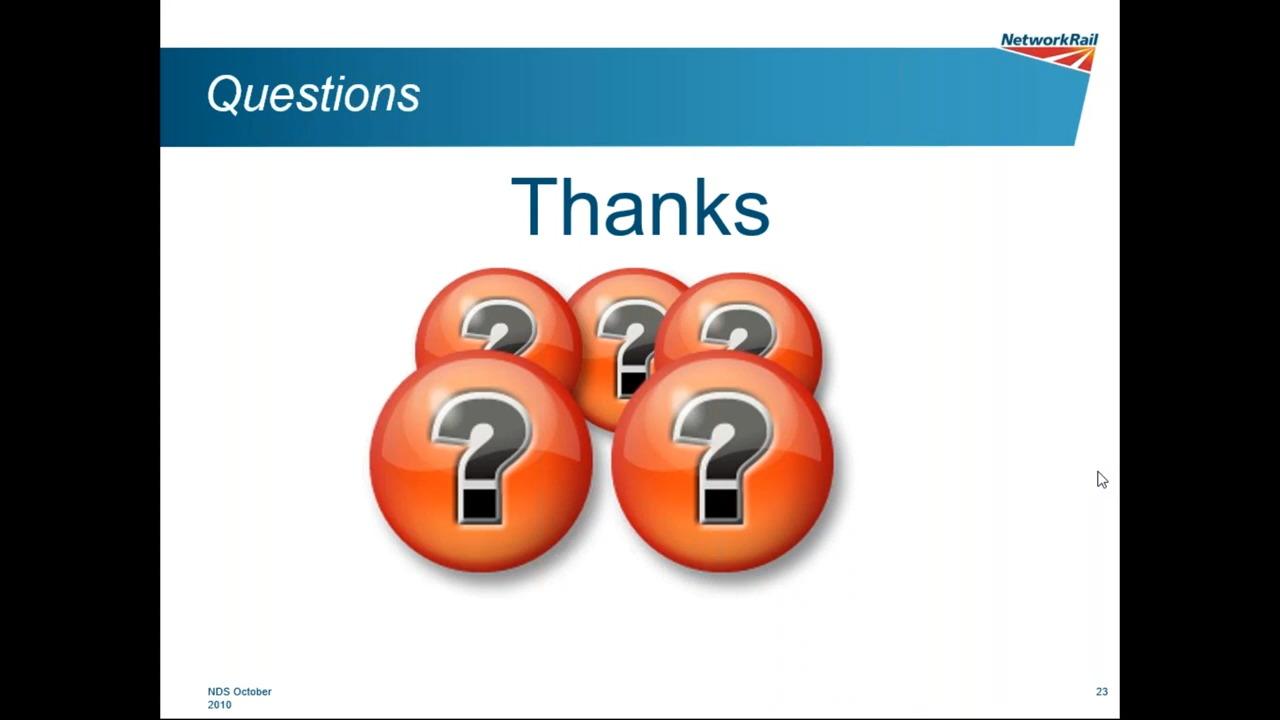 NetworkRail
Questions
Thanks
? ? ?
? ?
NDS October
2010
23